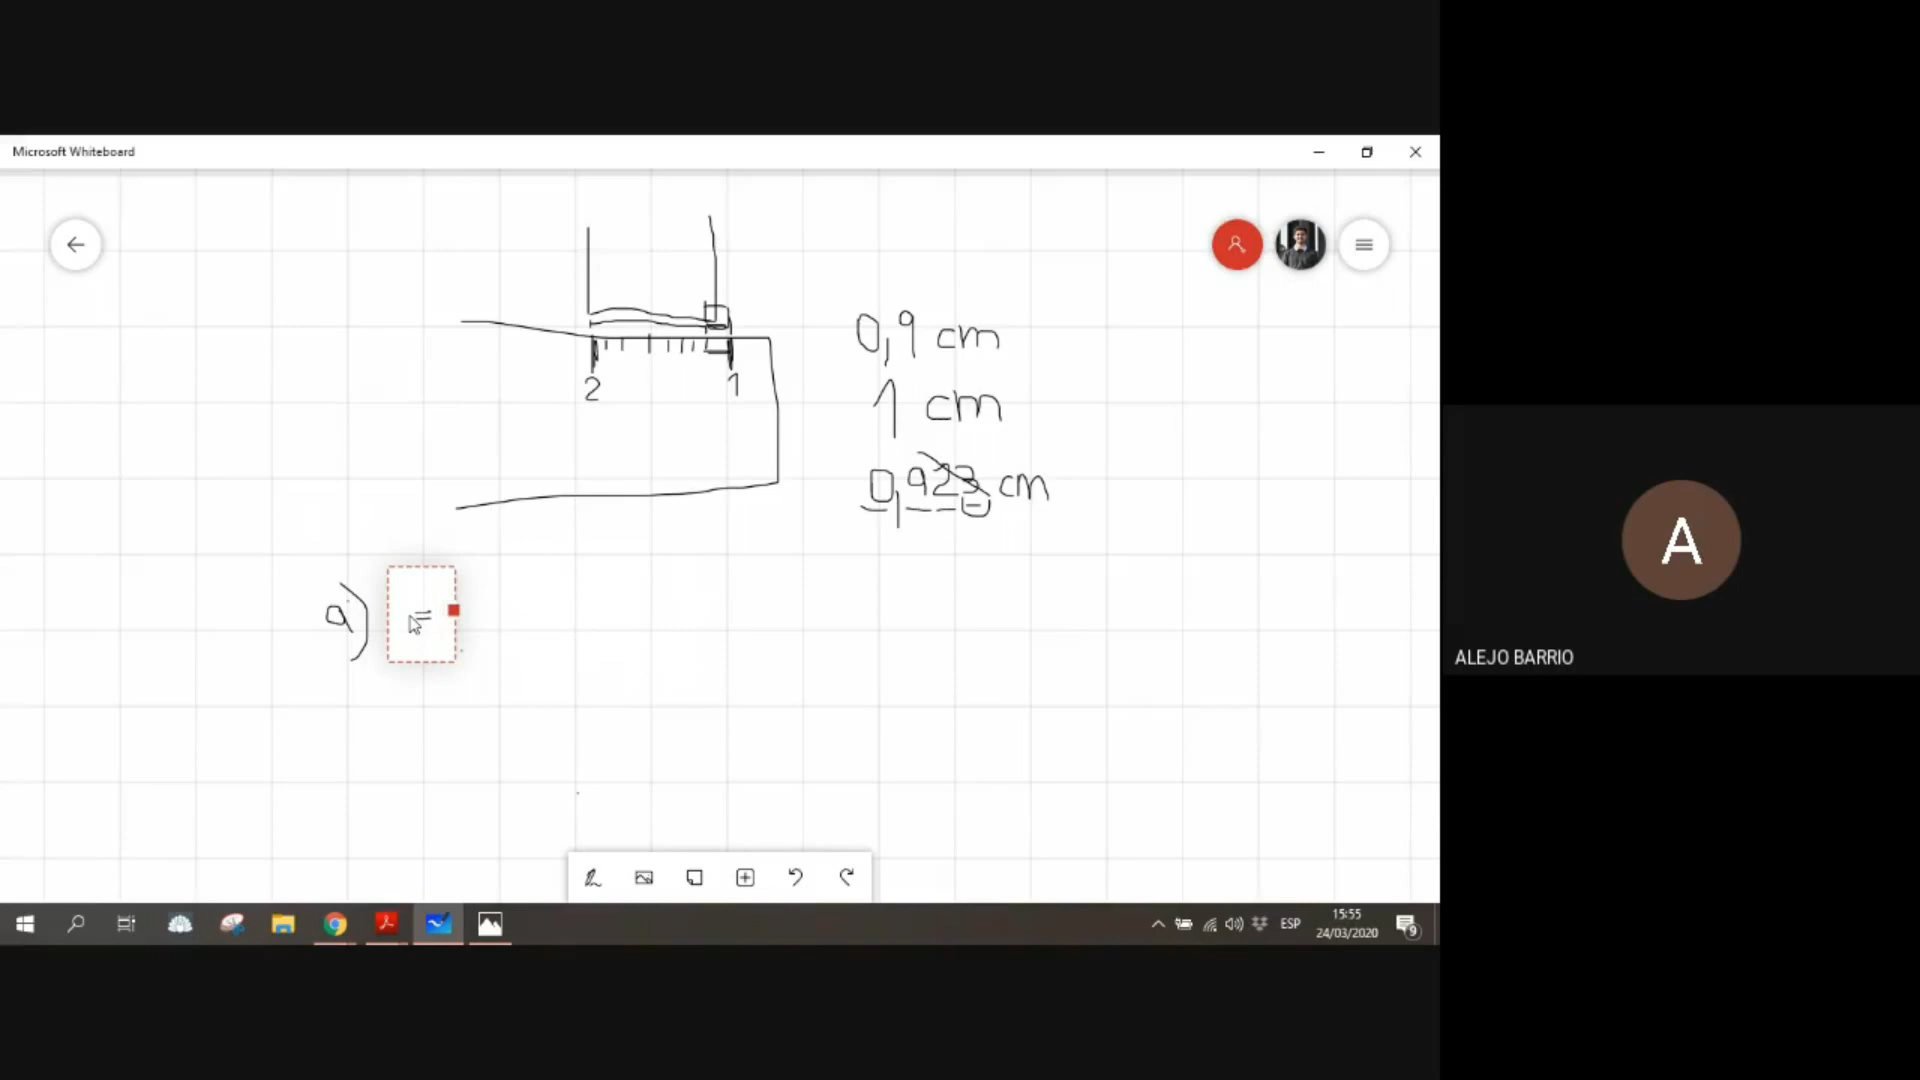 Microsoft Whiteboard
2 1
0,9 cm
1 cm
0,923 cm
a) =
A
ALEJO BARRIO
ESP
15:55
24/03/2020
9